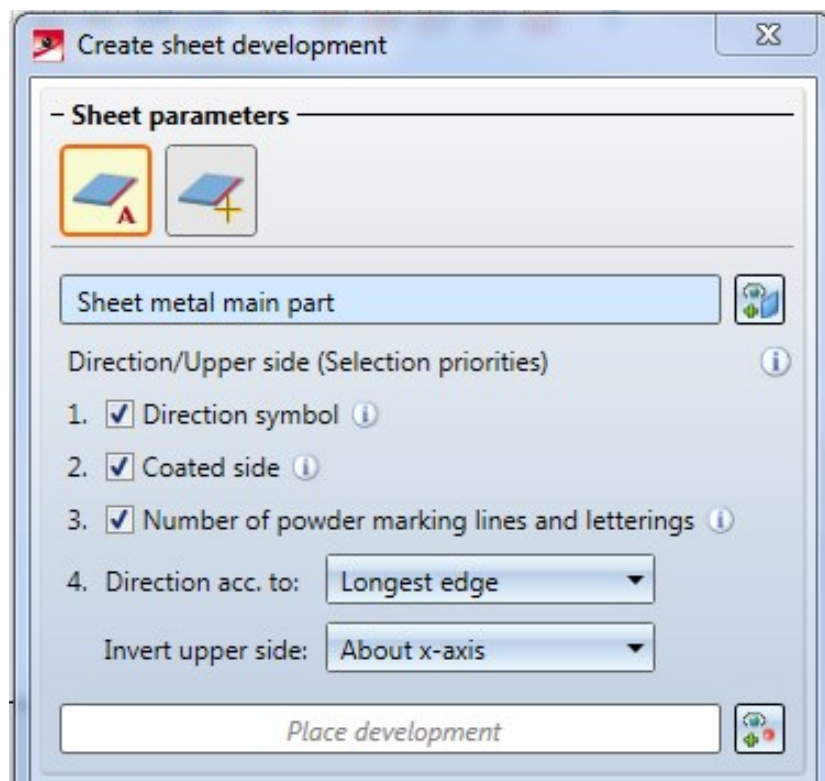 Create sheet development
Sheet parameters
A
Sheet metal main part
Direction/Upper side (Selection priorities)
1. Direction symbol
2. Coated side
3. Number of powder marking lines and letterings
4. Direction acc. to: Longest edge
Invert upper side: About x-axis
Place development